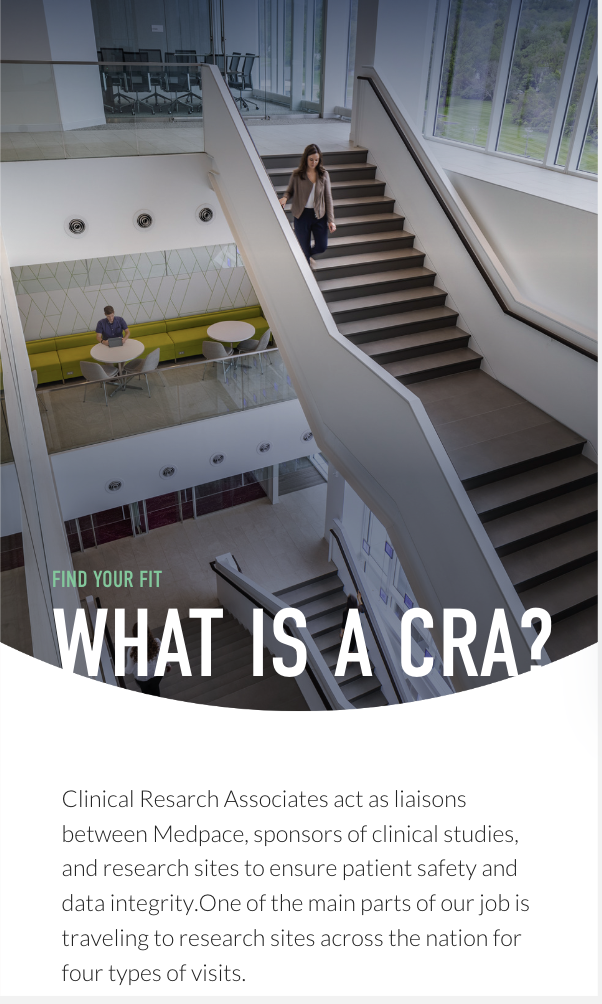 FIND YOUR FIT
WHAT IS A CRA?
Clinical Resarch Associates act as liaisons
between Medpace, sponsors of clinical studies,
and research sites to ensure patient safety and
data integrity.One of the main parts of our job is
traveling to research sites across the nation for
four types of visits.